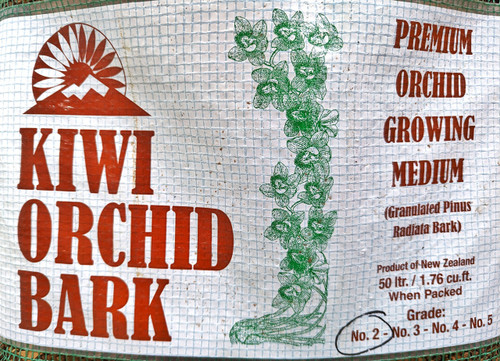 KIWI
ORCHID
BARK
PREMIUM
ORCHID
GROWING
MEDIUM
(Granulated Pinus
Radiata Bark)
Product of New Zealand
50 ltr. / 1.76 cu.ft.
When Packed
Grade:
No. 2 - No. 3 - No. 4 - No. 5